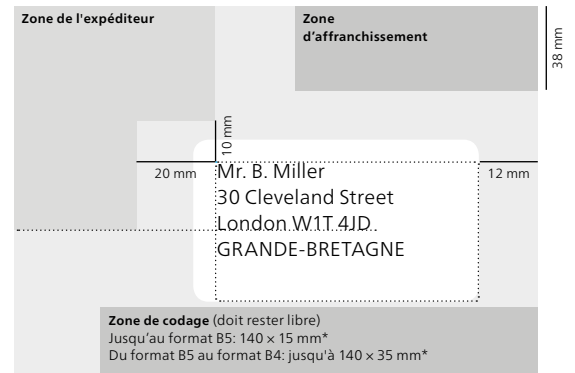 Zone de l'expéditeur
Zone
d’affranchissement
38 mm
10 mm
20 mm
12 mm
Mr. B. Miller
30 Cleveland Street
London W1T 4JD
GRANDE-BRETAGNE
Zone de codage (doit rester libre)
Jusqu’au format B5: 140 × 15 mm*
Du format B5 au format B4: jusqu'à 140 × 35 mm*